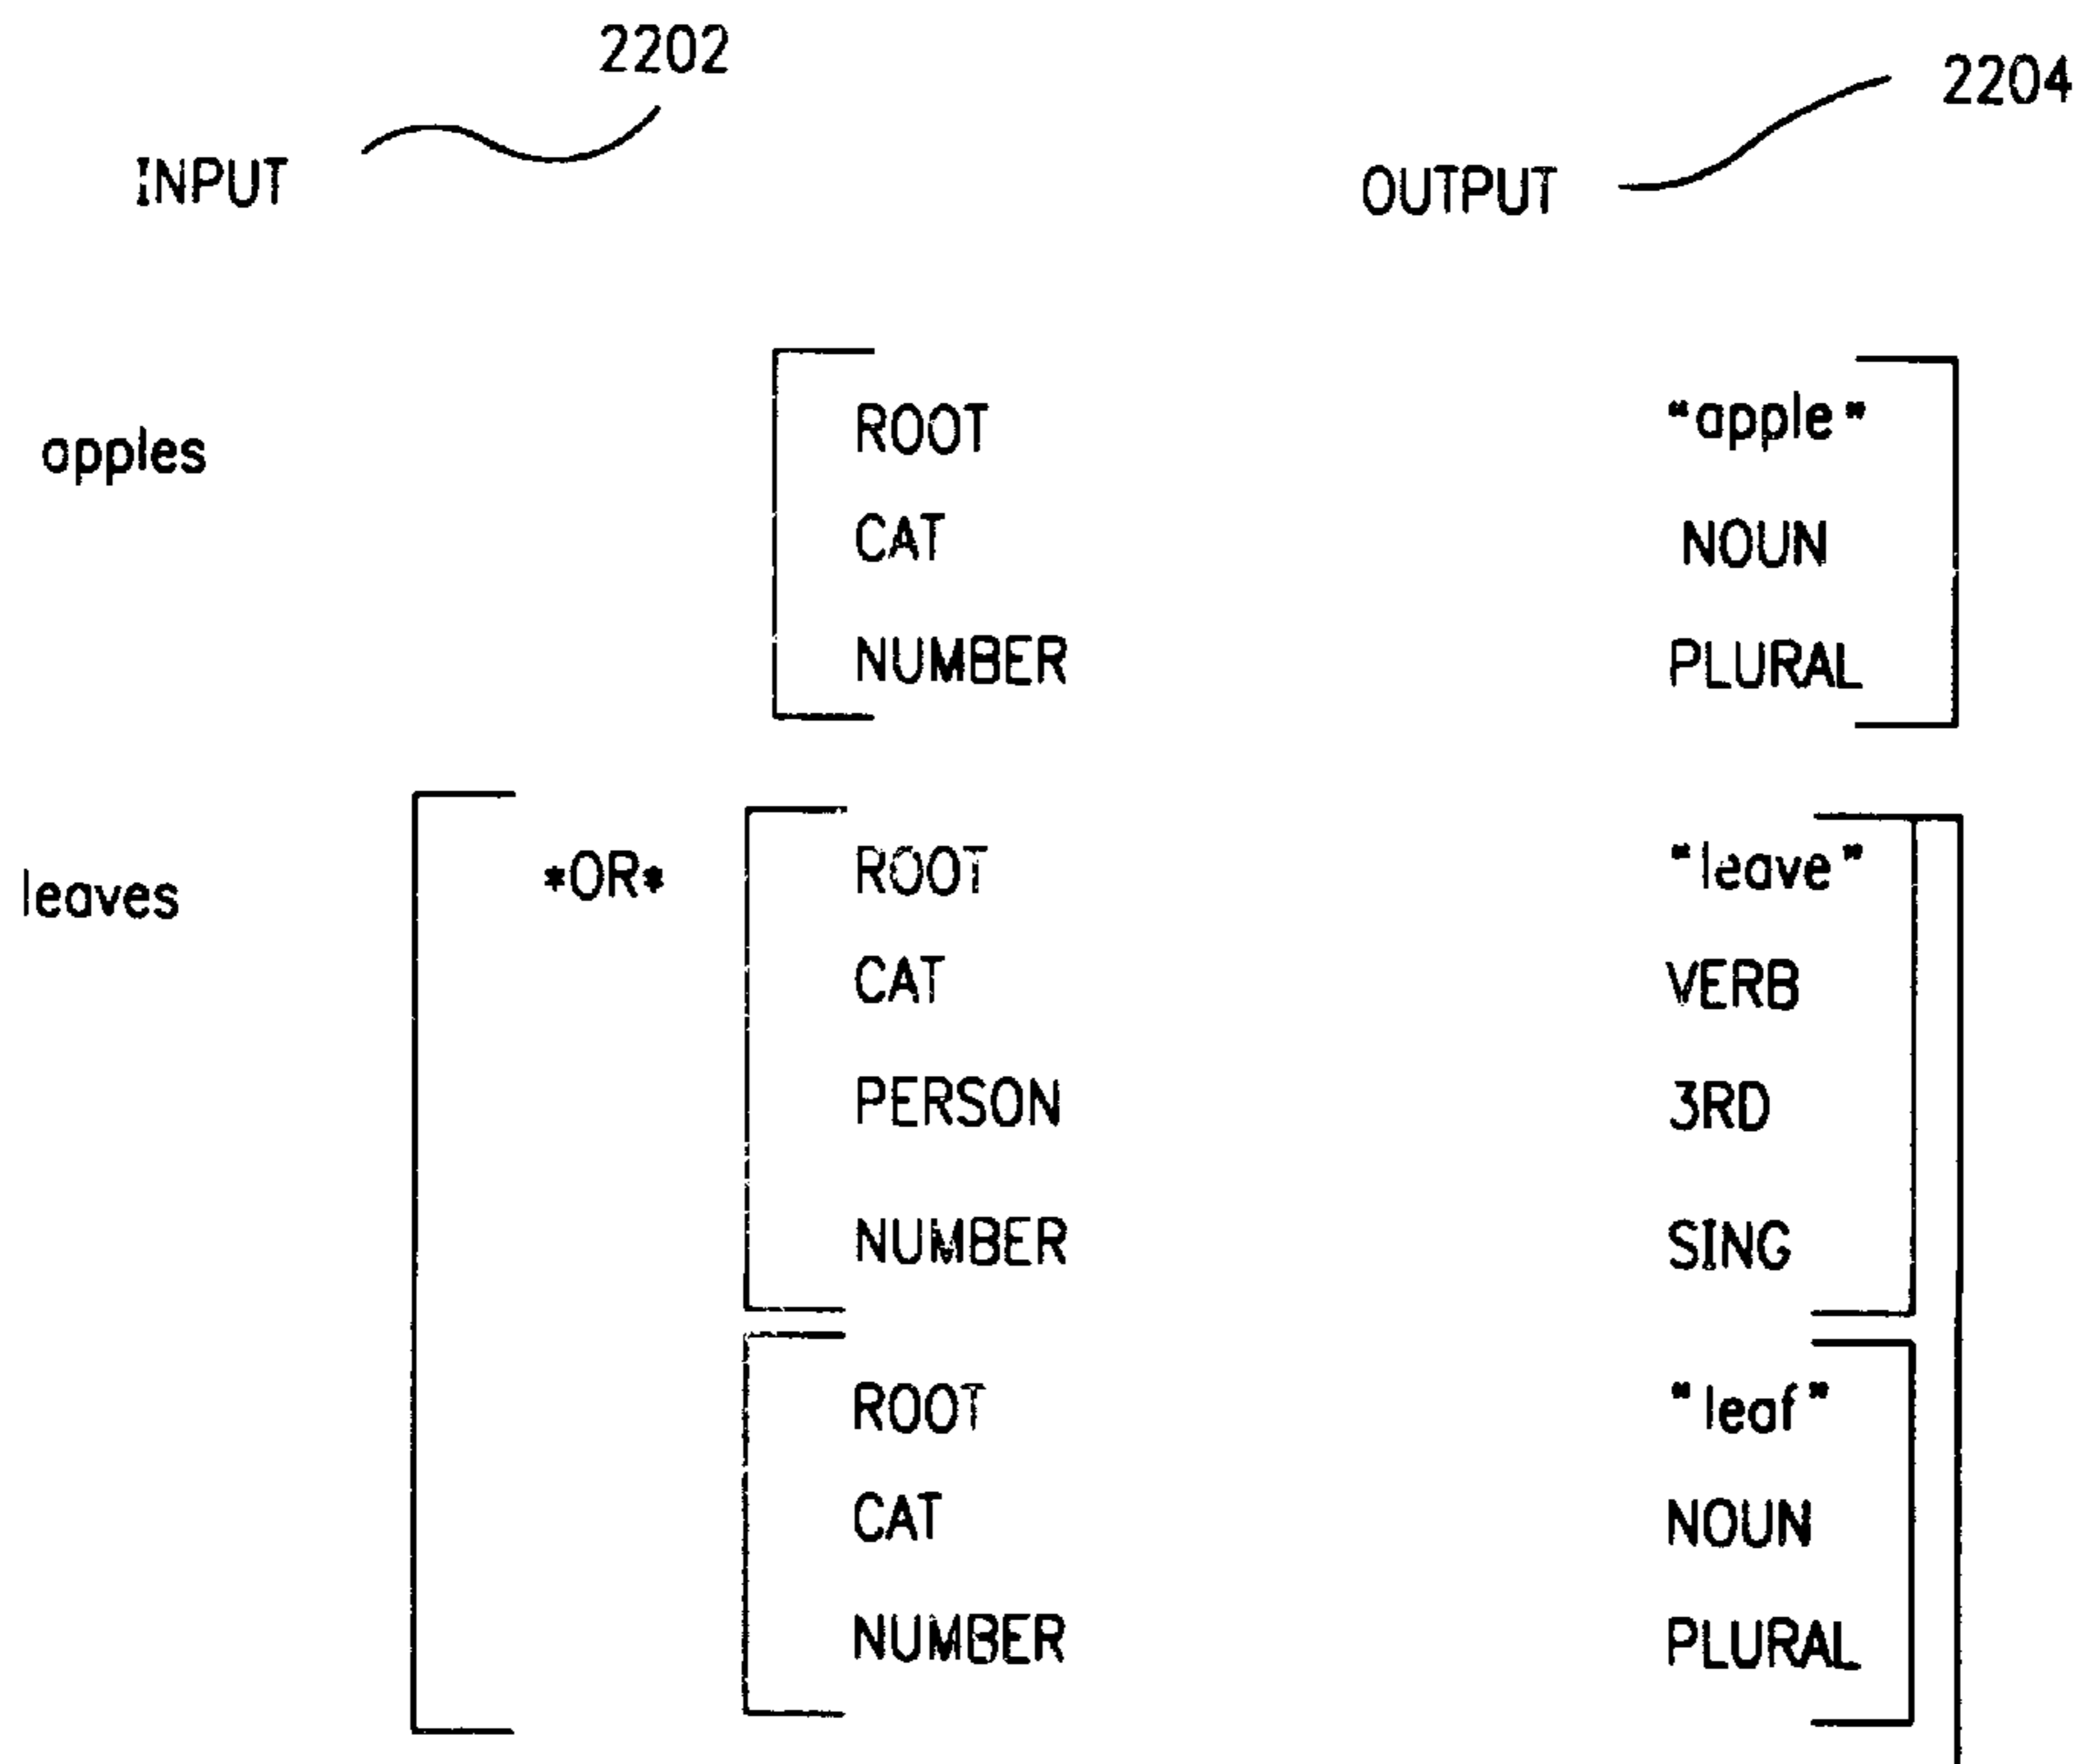 2202
2204
INPUT
OUTPUT
apples
ROOT "apple"
CAT NOUN
NUMBER PLURAL
leaves *OR* ROOT "leave"
CAT VERB
PERSON 3RD
NUMBER SING
ROOT "leaf"
CAT NOUN
NUMBER PLURAL